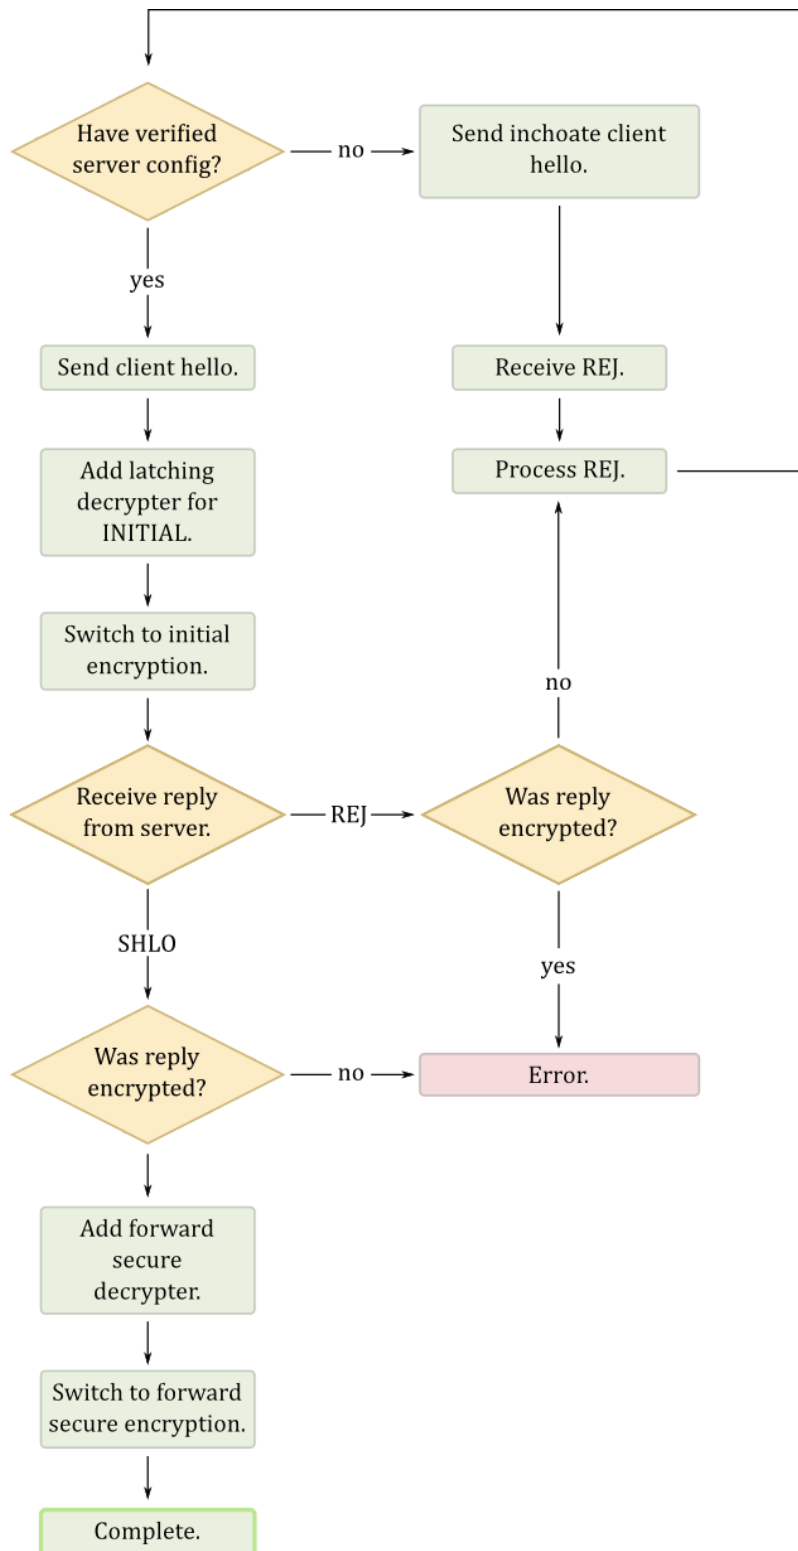 Have verified
server config?
no
Send inchoate client
hello.
yes
Send client hello.
Receive REJ.
Add latching
decrypter for
INITIAL.
Process REJ.
Switch to initial
encryption.
no
Receive reply
from server.
REJ
Was reply
encrypted?
SHLO
yes
Was reply
encrypted?
no
Error.
Add forward
secure
decrypter.
Switch to forward
secure encryption.
Complete.